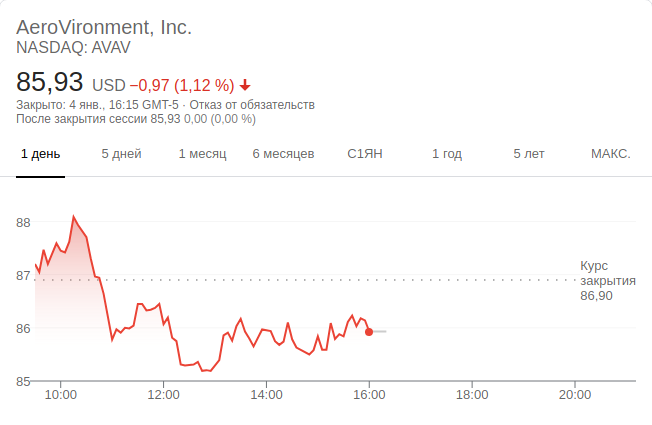 AeroVironment, Inc.
NASDAQ: AVAV
85,93 USD −0,97 (1,12 %)
Закрыто: 4 янв., 16:15 GMT-5 · Отказ от обязательств
После закрытия сессии 85,93 0,00 (0,00 %)
1 день 5 дней 1 месяц 6 месяцев С1ЯН 1 год 5 лет МАКС.
88
Курс
87
закрытия
86,90
86
85
10:00 12:00 14:00 16:00 18:00 20:00